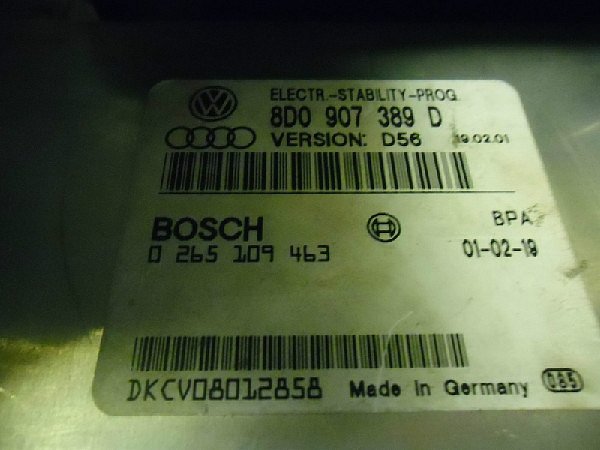 ELECTR.-STABILITY-PROG.
8D0 907 389 D
VERSION: D56 19.02.01
BOSCH BPA
0 265 109 463 01-02-19
DKCV08012858 Made in Germany 065